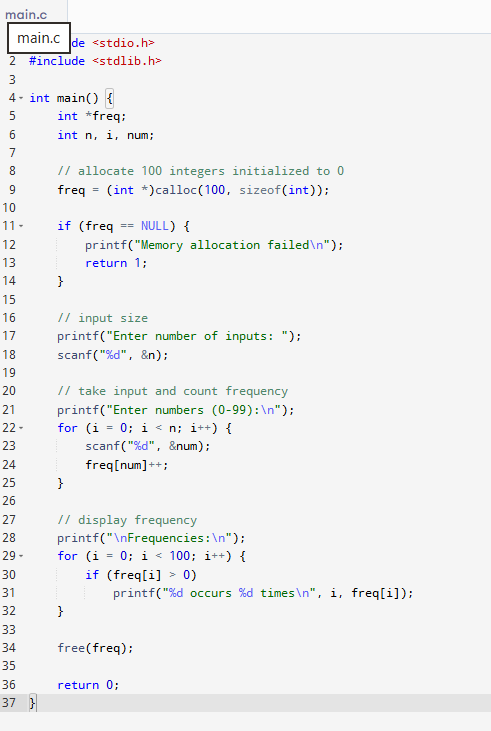 main.c
main.c
de <stdio.h>
2 #include <stdlib.h>
3
4 int main() {
5     int *freq;
6     int n, i, num;
7
8     // allocate 100 integers initialized to 0
9     freq = (int *)calloc(100, sizeof(int));
10
11     if (freq == NULL) {
12         printf("Memory allocation failed\n");
13         return 1;
14     }
15
16     // input size
17     printf("Enter number of inputs: ");
18     scanf("%d", &n);
19
20     // take input and count frequency
21     printf("Enter numbers (0-99):\n");
22     for (i = 0; i < n; i++) {
23         scanf("%d", &num);
24         freq[num]++;
25     }
26
27     // display frequency
28     printf("\nFrequencies:\n");
29     for (i = 0; i < 100; i++) {
30         if (freq[i] > 0)
31             printf("%d occurs %d times\n", i, freq[i]);
32     }
33
34     free(freq);
35
36     return 0;
37 }